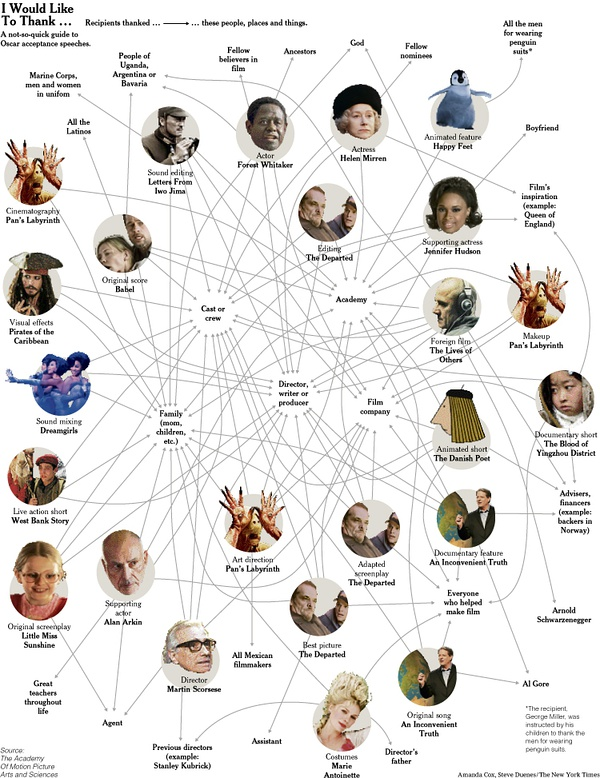 I Would Like
To Thank ...
Recipients thanked ... ... these people, places and things.
A not-so-quick guide to
Oscar acceptance speeches.
All the men
for wearing
penguin
suits*
People of
Uganda,
Argentina or
Bavaria
Fellow
believers in
film
Ancestors
God
Fellow
nominees
Marine Corps,
men and women
in unifom
All the
Latinos
Boyfriend
Sound editing
Letters From
Iwo Jima
Actor
Forest Whitaker
Actress
Helen Mirren
Animated feature
Happy Feet
Cinematography
Pan's Labyrinth
Film's
inspiration
(example:
Queen of
England)
Editing
The Departed
Supporting actress
Jennifer Hudson
Original score
Babel
Cast or
crew
Academy
Visual effects
Pirates of the
Caribbean
Foreign film
The Lives of
Others
Makeup
Pan's Labyrinth
Director,
writer or
producer
Film
company
Family
(mom,
children,
etc.)
Sound mixing
Dreamgirls
Animated short
The Danish Poet
Documentary short
The Blood of
Yingzhou District
Live action short
West Bank Story
Advisers,
financers
(example:
backers in
Norway)
Art direction
Pan's Labyrinth
Adapted
screenplay
The Departed
Documentary feature
An Inconvenient Truth
Everyone
who helped
make film
Arnold
Schwarzenegger
Original screenplay
Little Miss
Sunshine
Supporting
actor
Alan Arkin
Best picture
The Departed
Director
Martin Scorsese
All Mexican
filmmakers
Great
teachers
throughout
life
Al Gore
Original song
An Inconvenient
Truth
Agent
Previous directors
(example:
Stanley Kubrick)
Assistant
Costumes
Marie
Antoinette
Director's
father
*The recipient,
George Miller, was
instructed by his
children to thank the
men for wearing
penguin suits.
Source:
The Academy
Of Motion Picture
Arts and Sciences
Amanda Cox, Steve Duenes/The New York Times